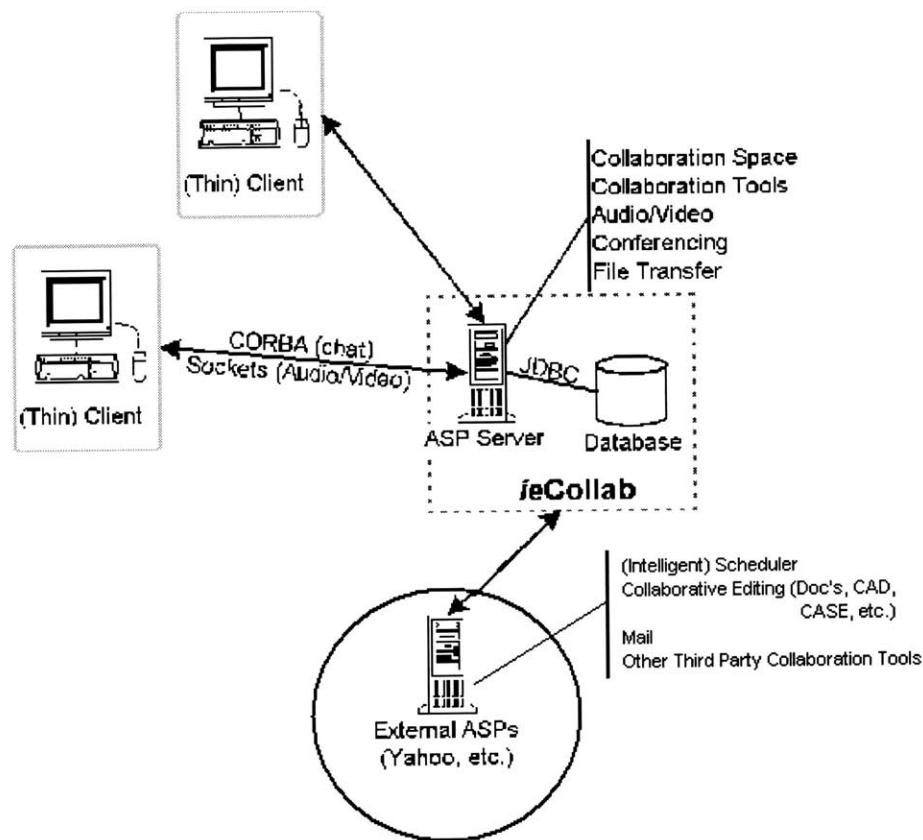 (Thin) Client
Collaboration Space
Collaboration Tools
Audio/Video
Conferencing
File Transfer
(Thin) Client
CORBA (chat)
Sockets (Audio/Video)
JDBC
ASP Server
Database
ieCollab
(Intelligent) Scheduler
Collaborative Editing (Doc's, CAD,
CASE, etc.)
Mail
Other Third Party Collaboration Tools
External ASPs
(Yahoo, etc.)